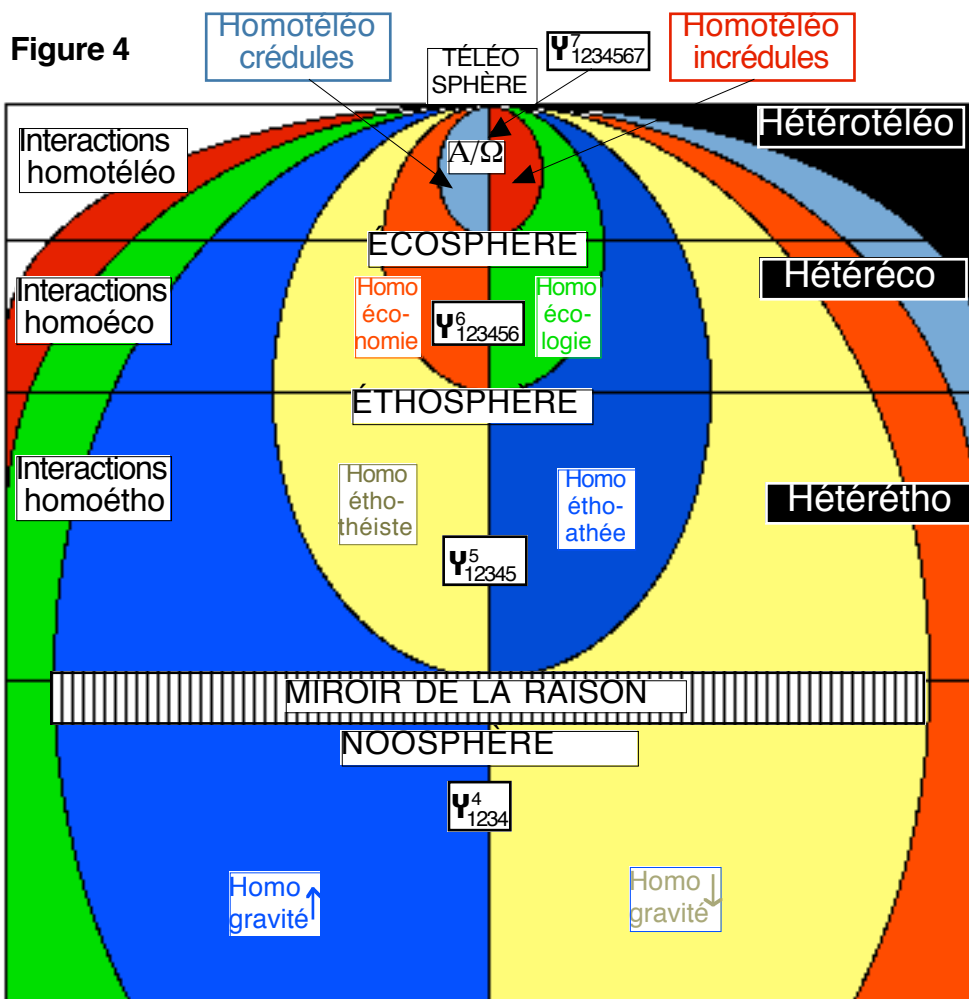 Figure 4
Homotéléo
crédules
TÉLÉO
SPHÈRE
Ψ⁷₁₂₃₄₅₆₇
Homotéléo
incrédules
Interactions
homotéléo
A/Ω
Hétérotéléo
ÉCOSPHÈRE
Interactions
homoéco
Homo
éco-
nomie
Ψ⁶₁₂₃₄₅₆
Homo
éco-
logie
Hétéréco
ÉTHOSPHÈRE
Interactions
homoétho
Homo
étho-
théiste
Homo
étho-
athée
Hétérétho
Ψ⁵₁₂₃₄₅
MIROIR DE LA RAISON
NOOSPHÈRE
Ψ⁴₁₂₃₄
Homo
gravité↑
Homo
gravité↓